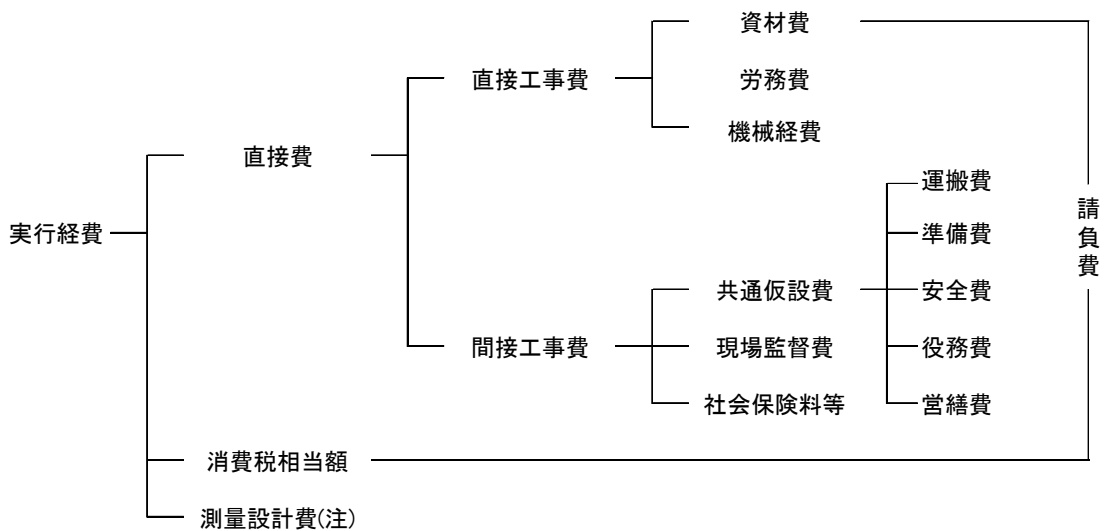 資材費
直接工事費
労務費
機械経費
直接費
運搬費
請負費
実行経費
準備費
共通仮設費
安全費
間接工事費
現場監督費
役務費
社会保険料等
営繕費
消費税相当額
測量設計費(注)